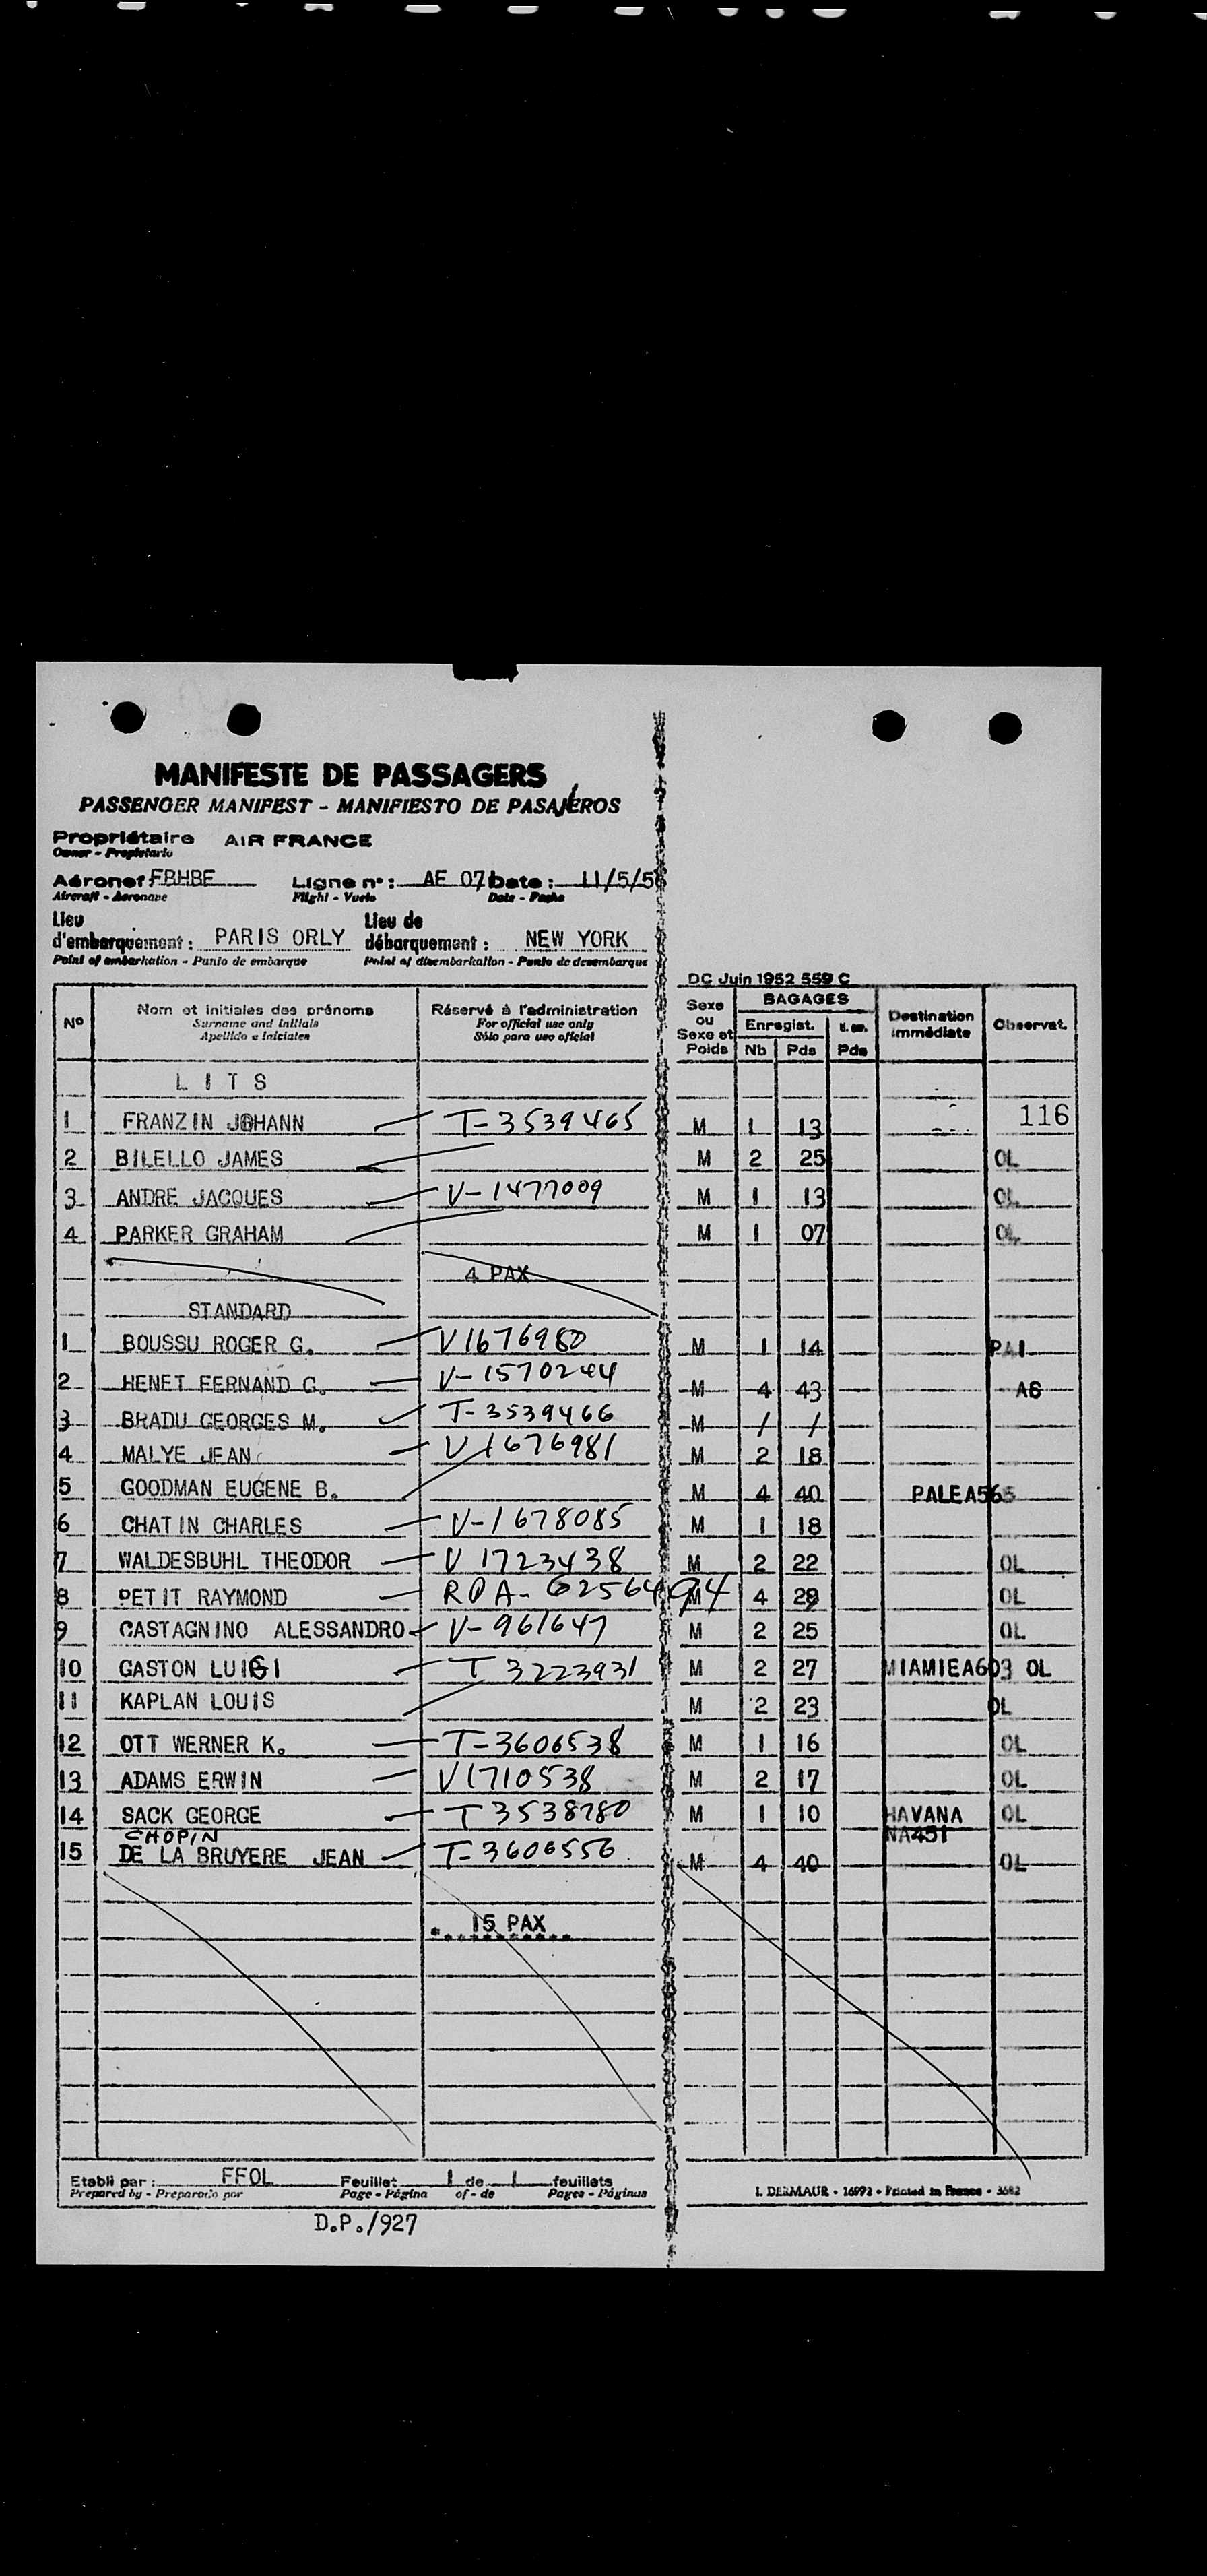 MANIFESTE DE PASSAGERS
PASSENGER MANIFEST - MANIFIESTO DE PASAJEROS
Propriétaire AIR FRANCE
Owner - Propietario
Aéronef FBHBE Ligne n°: AF 07 Date: 11/5/56
Aircraft - Aeronave Flight - Vuelo Date - Fecha
Lieu d'embarquement: PARIS ORLY Lieu de débarquement: NEW YORK
Point of embarkation - Punto de embarque Point of disembarkation - Punto de desembarque
DC Juin 1952 559 C
N° Nom et initiales des prénoms Réservé à l'administration Sexe ou Sexe et Poids BAGAGES Enregist. Nb Pds Pds Destination immédiate Observat.
Surname and initials For official use only
Apellido e iniciales Sólo para uso oficial
LITS
116
1 FRANZIN JOHANN T-3539465 M 1 13
2 BILELLO JAMES M 2 25 OL
3 ANDRE JACQUES V-1477009 M 1 13 OL
4 PARKER GRAHAM M 1 07 OL
4 PAX
STANDARD
1 BOUSSU ROGER G. V1676980 M 1 14 PAI
2 HENET FERNAND G. V-1570244 M 4 43 A6
3 BRADU GEORGES M. T-3539466 M / /
4 MALYE JEAN V1676981 M 2 18
5 GOODMAN EUGENE B. M 4 40 PALEA565
6 CHATIN CHARLES V-1678085 M 1 18
7 WALDESBUHL THEODOR V 1723438 M 2 22 OL
8 PETIT RAYMOND M 4 28 OL
9 CASTAGNINO ALESSANDRO V-961647 M 2 25 OL
10 GASTON LUIGI T 3223931 M 2 27 MIAMIEA603 OL
11 KAPLAN LOUIS M 2 23 OL
12 OTT WERNER K. T-3606538 M 1 16 OL
13 ADAMS ERWIN V1710538 M 2 17 OL
14 SACK GEORGE T 3538780 M 1 10 HAVANA OL
NA451
CHOPIN
15 DE LA BRUYERE JEAN T-3606556 M 4 40 OL
15 PAX
Etabli par: FFOL Feuillet 1 de 1 feuillets
Prepared by - Preparado por Page - Página of - de Pages - Páginas
I. DERMAUR - 16992 - Printed in France - 3682
D.P./927